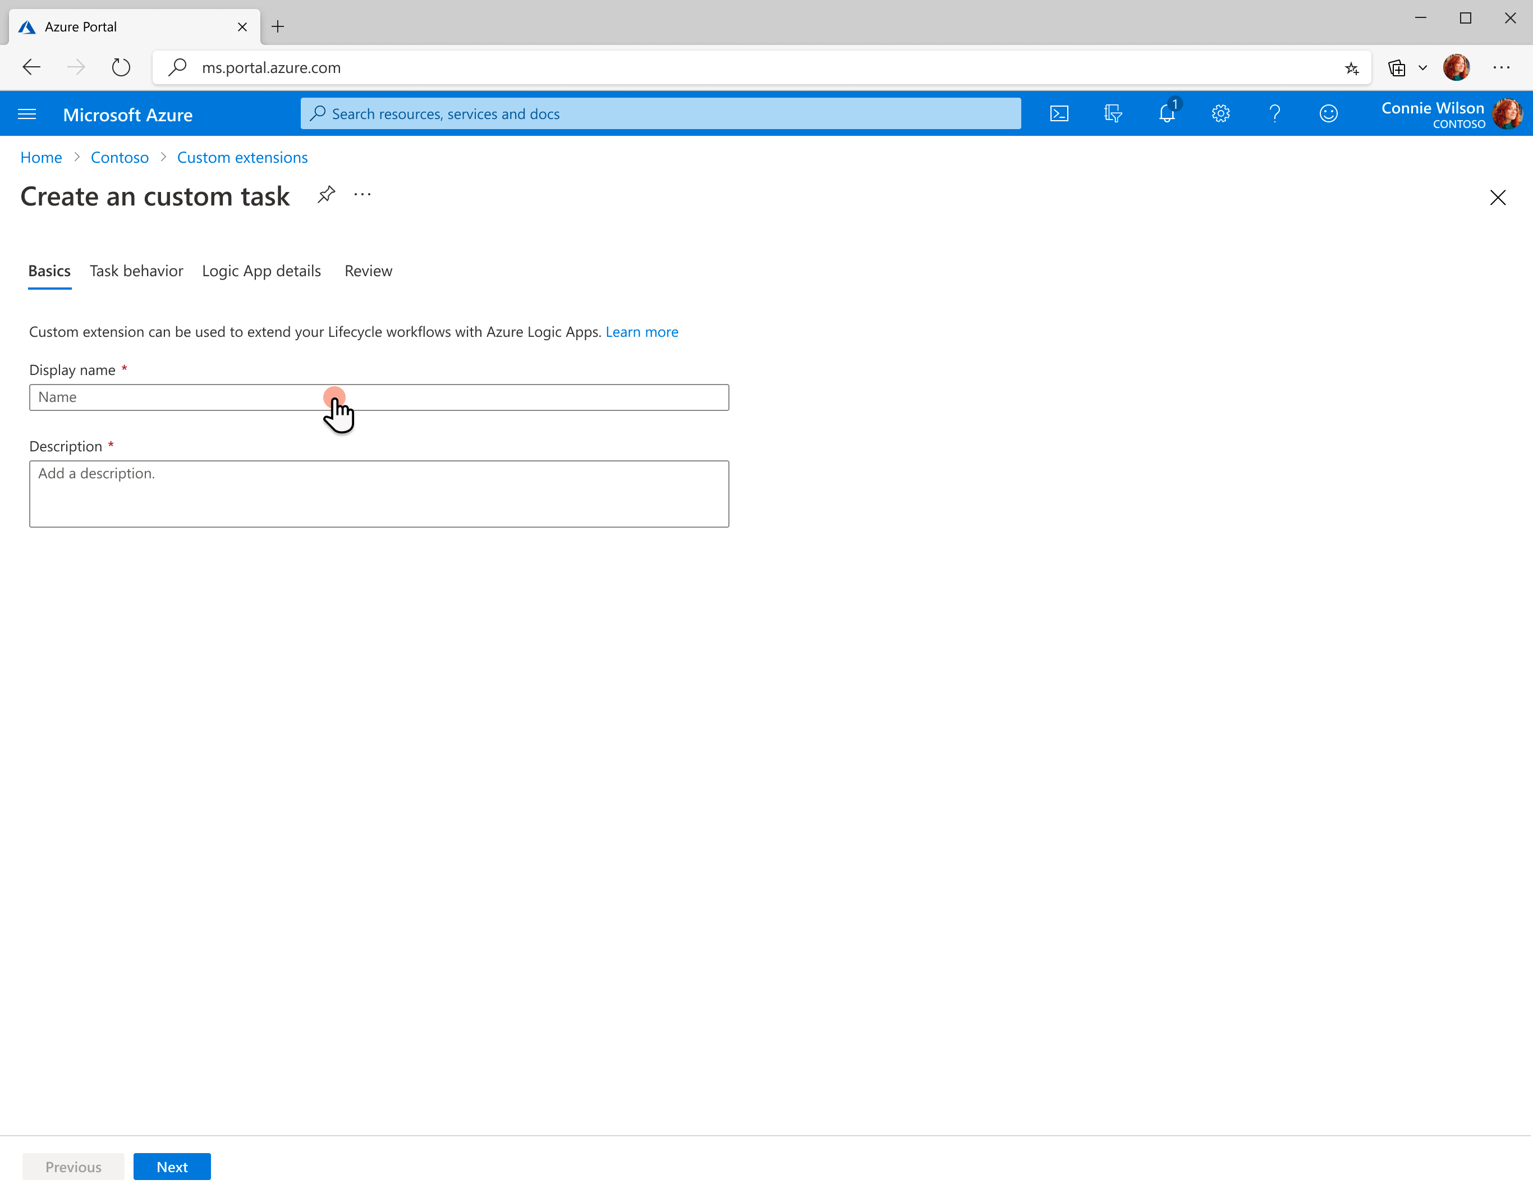 Azure Portal
ms.portal.azure.com
Microsoft Azure
Search resources, services and docs
1
Connie Wilson
CONTOSO
Home > Contoso > Custom extensions
Create an custom task
Basics Task behavior Logic App details Review
Custom extension can be used to extend your Lifecycle workflows with Azure Logic Apps. Learn more
Display name *
Name
Description *
Add a description.
Previous Next